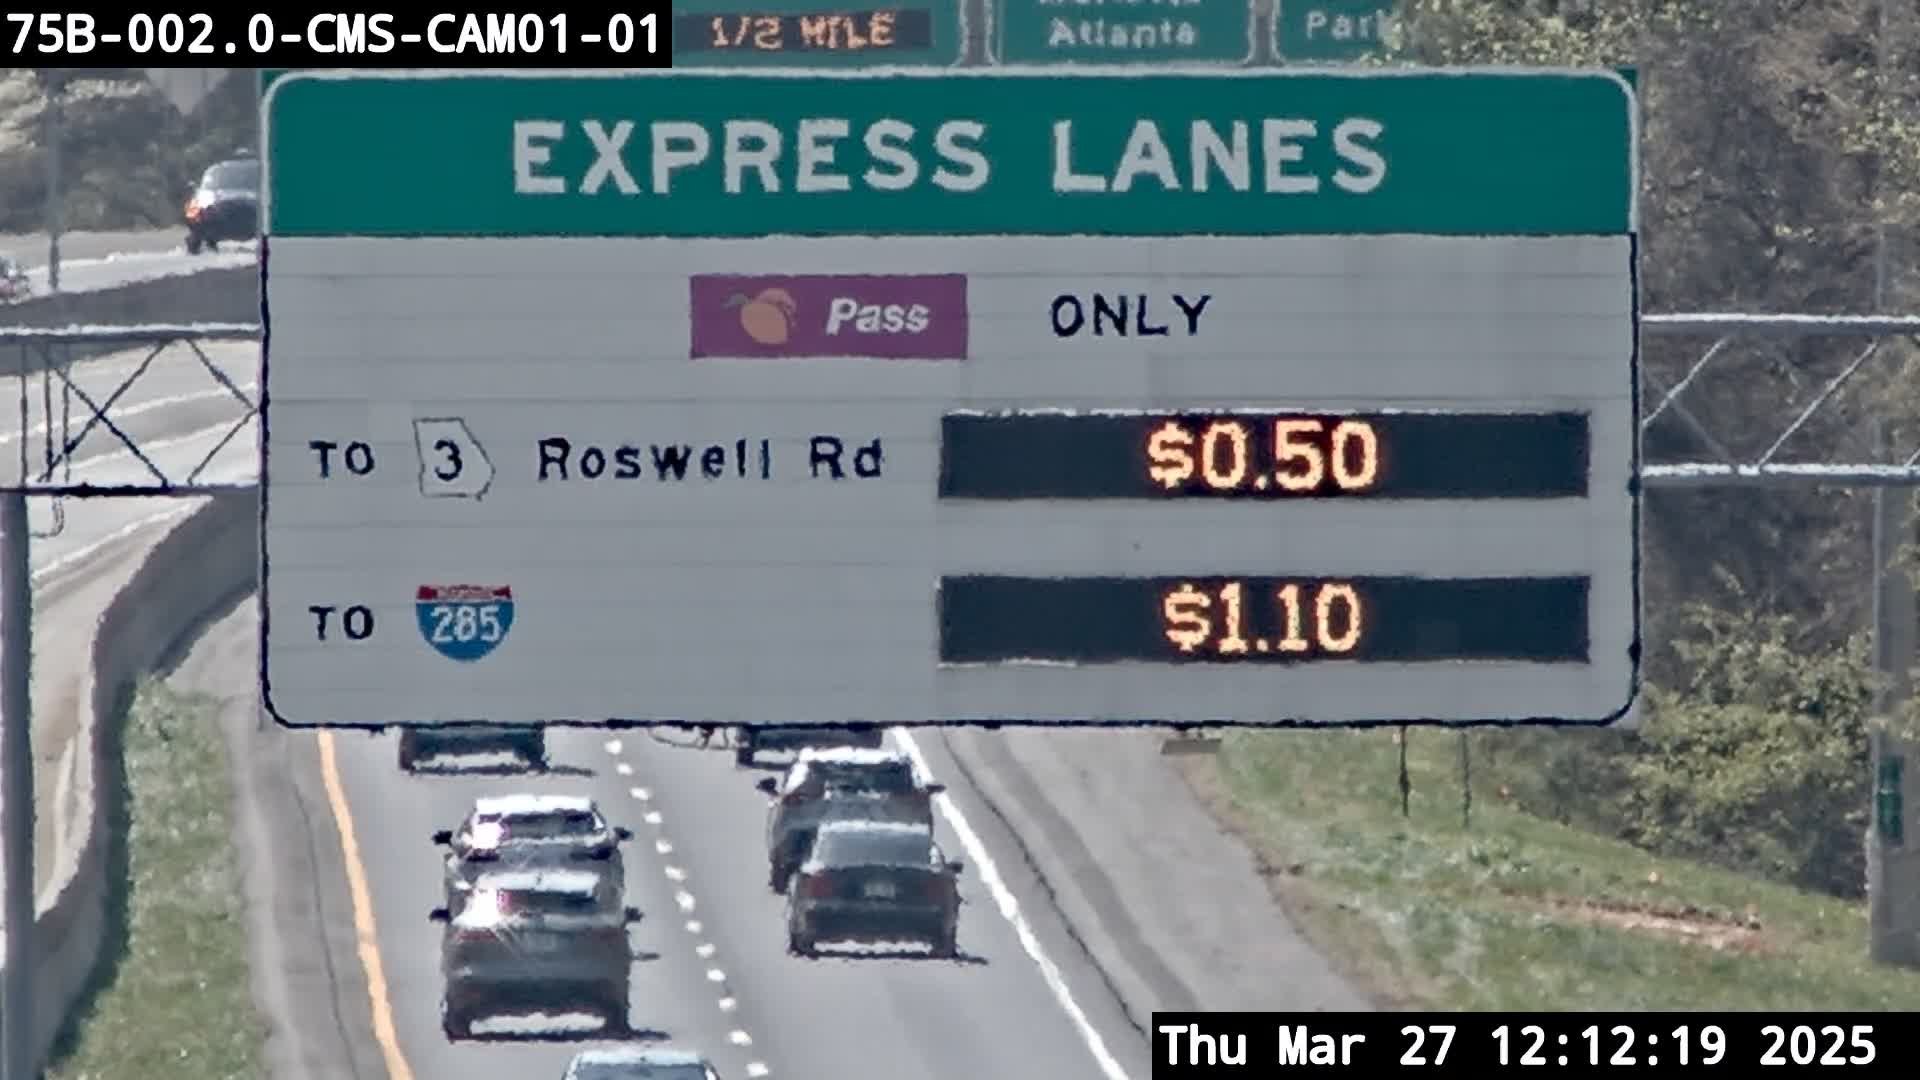 75B-002.0-CMS-CAM01-01
1/2 MILE
Atlanta
Park
EXPRESS LANES
Pass ONLY
TO 3 Roswell Rd $0.50
TO 285 $1.10
Thu Mar 27 12:12:19 2025